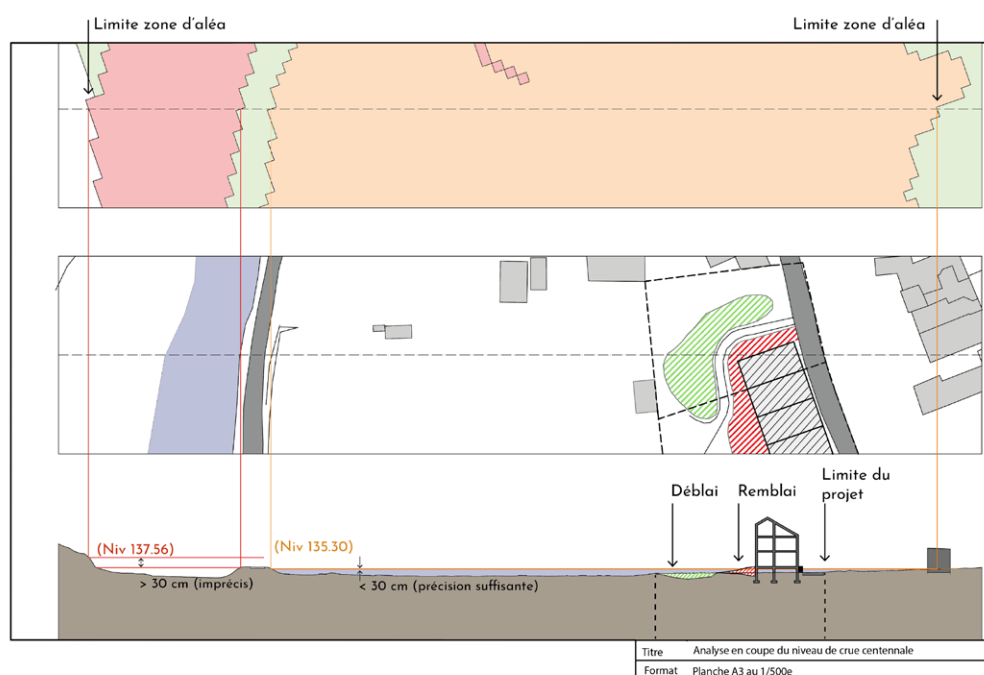 Limite zone d'aléa
Limite zone d'aléa
Déblai
Remblai
Limite du
projet
(Niv 137.56)
(Niv 135.30)
> 30 cm (imprécis)
< 30 cm (précision suffisante)
Titre Analyse en coupe du niveau de crue centennale
Format Planche A3 au 1/500e